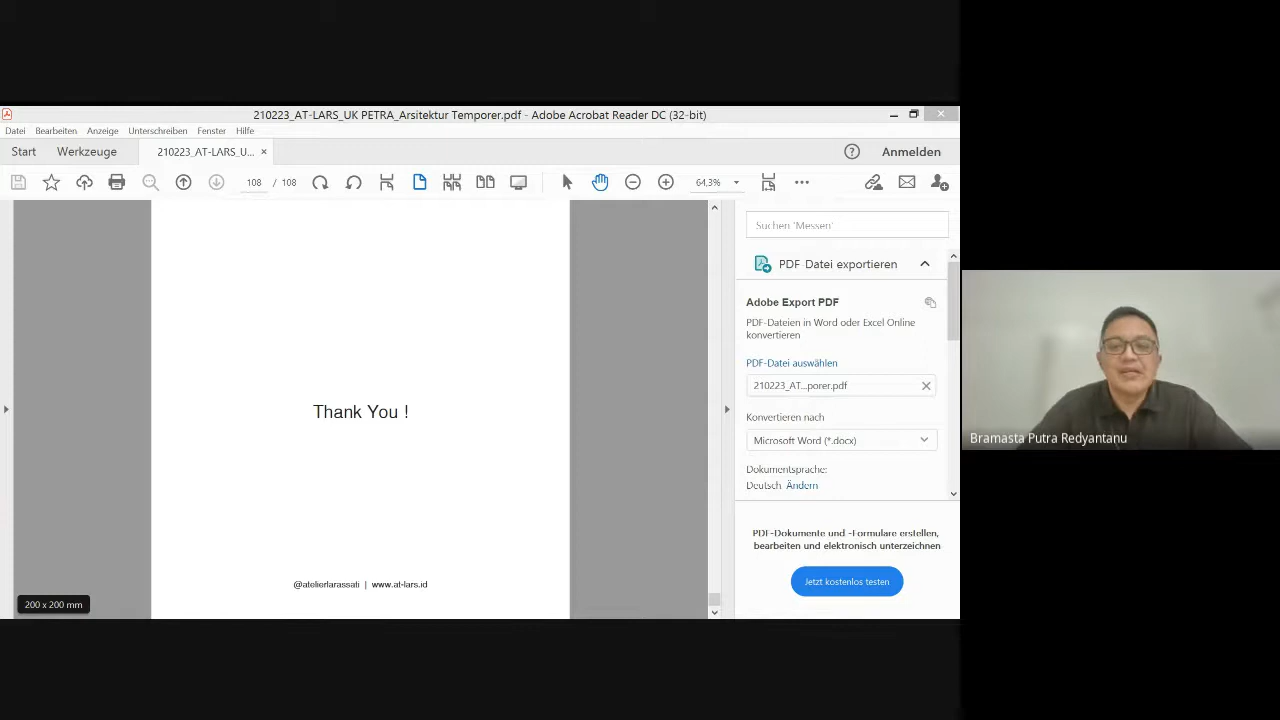 210223_AT-LARS_UK PETRA_Arsitektur Temporer.pdf - Adobe Acrobat Reader DC (32-bit)
Datei Bearbeiten Anzeige Unterschreiben Fenster Hilfe
Start Werkzeuge 210223_AT-LARS_U... × Anmelden
108 / 108 64,3%
Suchen 'Messen'
PDF Datei exportieren
Adobe Export PDF
PDF-Dateien in Word oder Excel Online
konvertieren
PDF-Datei auswählen
210223_AT...porer.pdf
Konvertieren nach
Microsoft Word (*.docx)
Dokumentsprache:
Deutsch Ändern
PDF-Dokumente und -Formulare erstellen,
bearbeiten und elektronisch unterzeichnen
Jetzt kostenlos testen
Thank You !
@atelierlarassati | www.at-lars.id
200 x 200 mm
Bramasta Putra Redyantanu